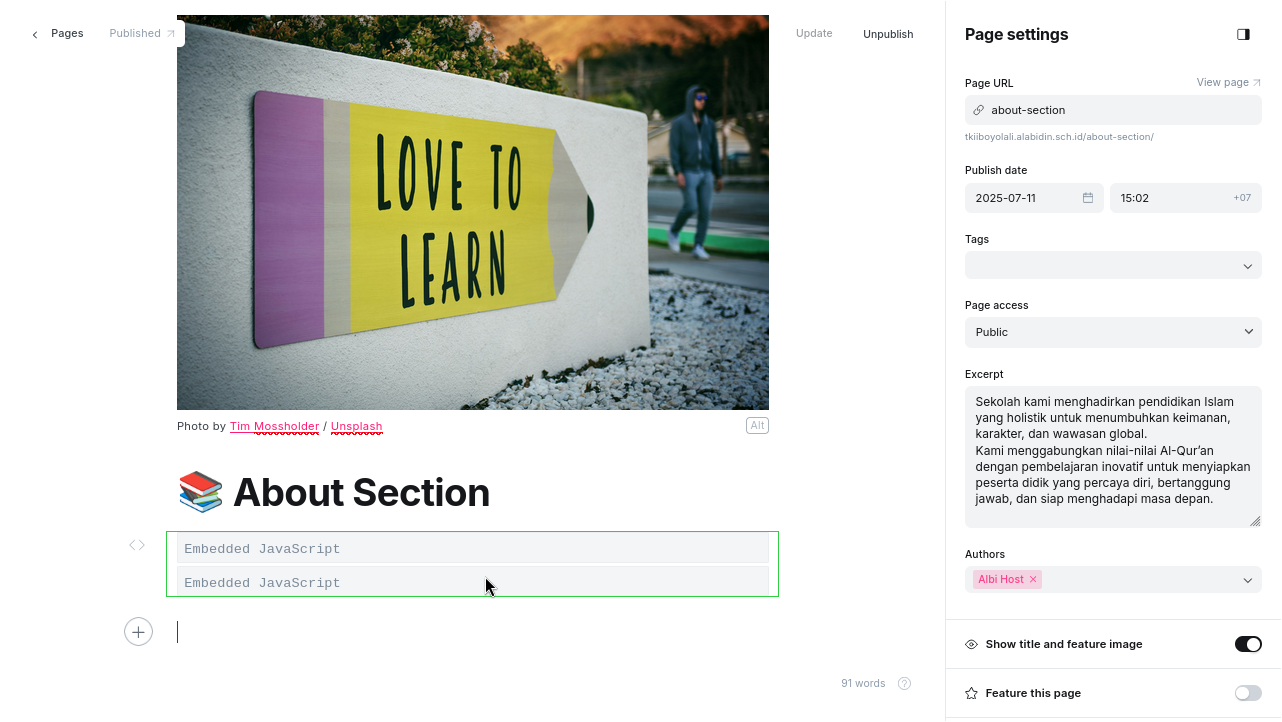 Pages
Published
Update
Unpublish
LOVE TO
LEARN
Photo by Tim Mossholder / Unsplash
Alt
📚 About Section
Embedded JavaScript
Embedded JavaScript
91 words
?
Page settings
Page URL
View page
about-section
tkiiboyolali.alabidin.sch.id/about-section/
Publish date
2025-07-11
15:02
+07
Tags
Page access
Public
Excerpt
Sekolah kami menghadirkan pendidikan Islam
yang holistik untuk menumbuhkan keimanan,
karakter, dan wawasan global.
Kami menggabungkan nilai-nilai Al-Qur’an
dengan pembelajaran inovatif untuk menyiapkan
peserta didik yang percaya diri, bertanggung
jawab, dan siap menghadapi masa depan.
Authors
Albi Host ×
Show title and feature image
Feature this page